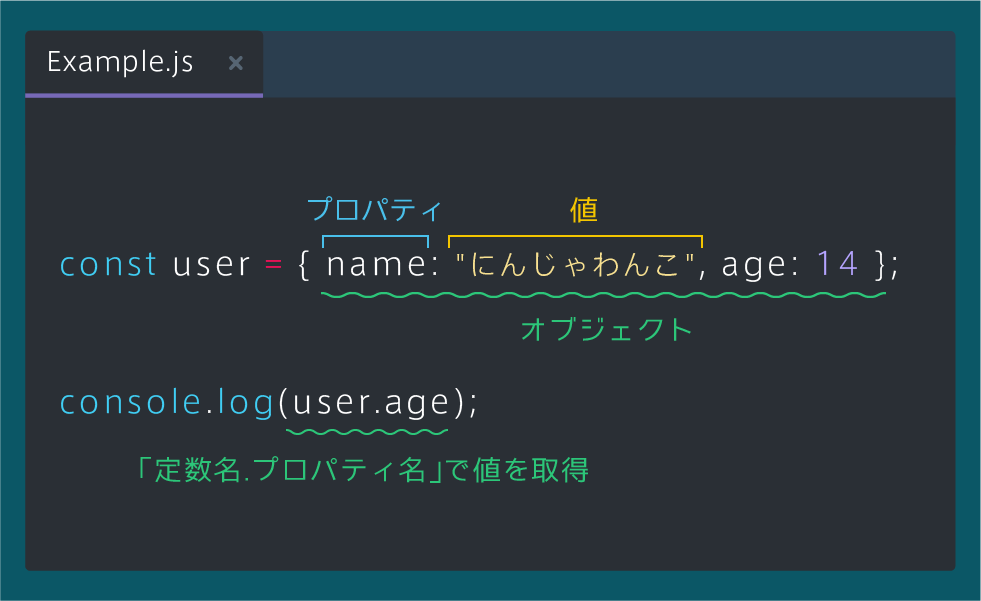 Example.js ×
プロパティ 値
const user = { name: "にんじゃわんこ", age: 14 };
オブジェクト
console.log(user.age);
「定数名.プロパティ名」で値を取得